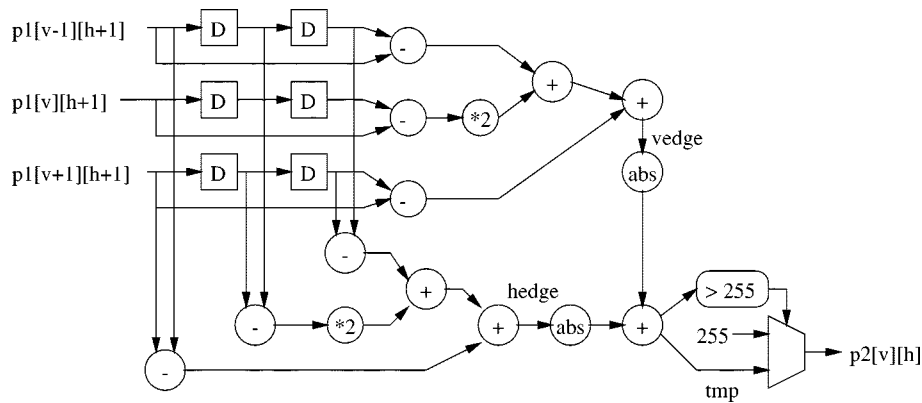 p1[v-1][h+1]
D
D
-
p1[v][h+1]
D
D
-
*2
+
+
vedge
p1[v+1][h+1]
D
D
-
abs
-
+
hedge
> 255
-
*2
+
abs
+
255
-
tmp
p2[v][h]